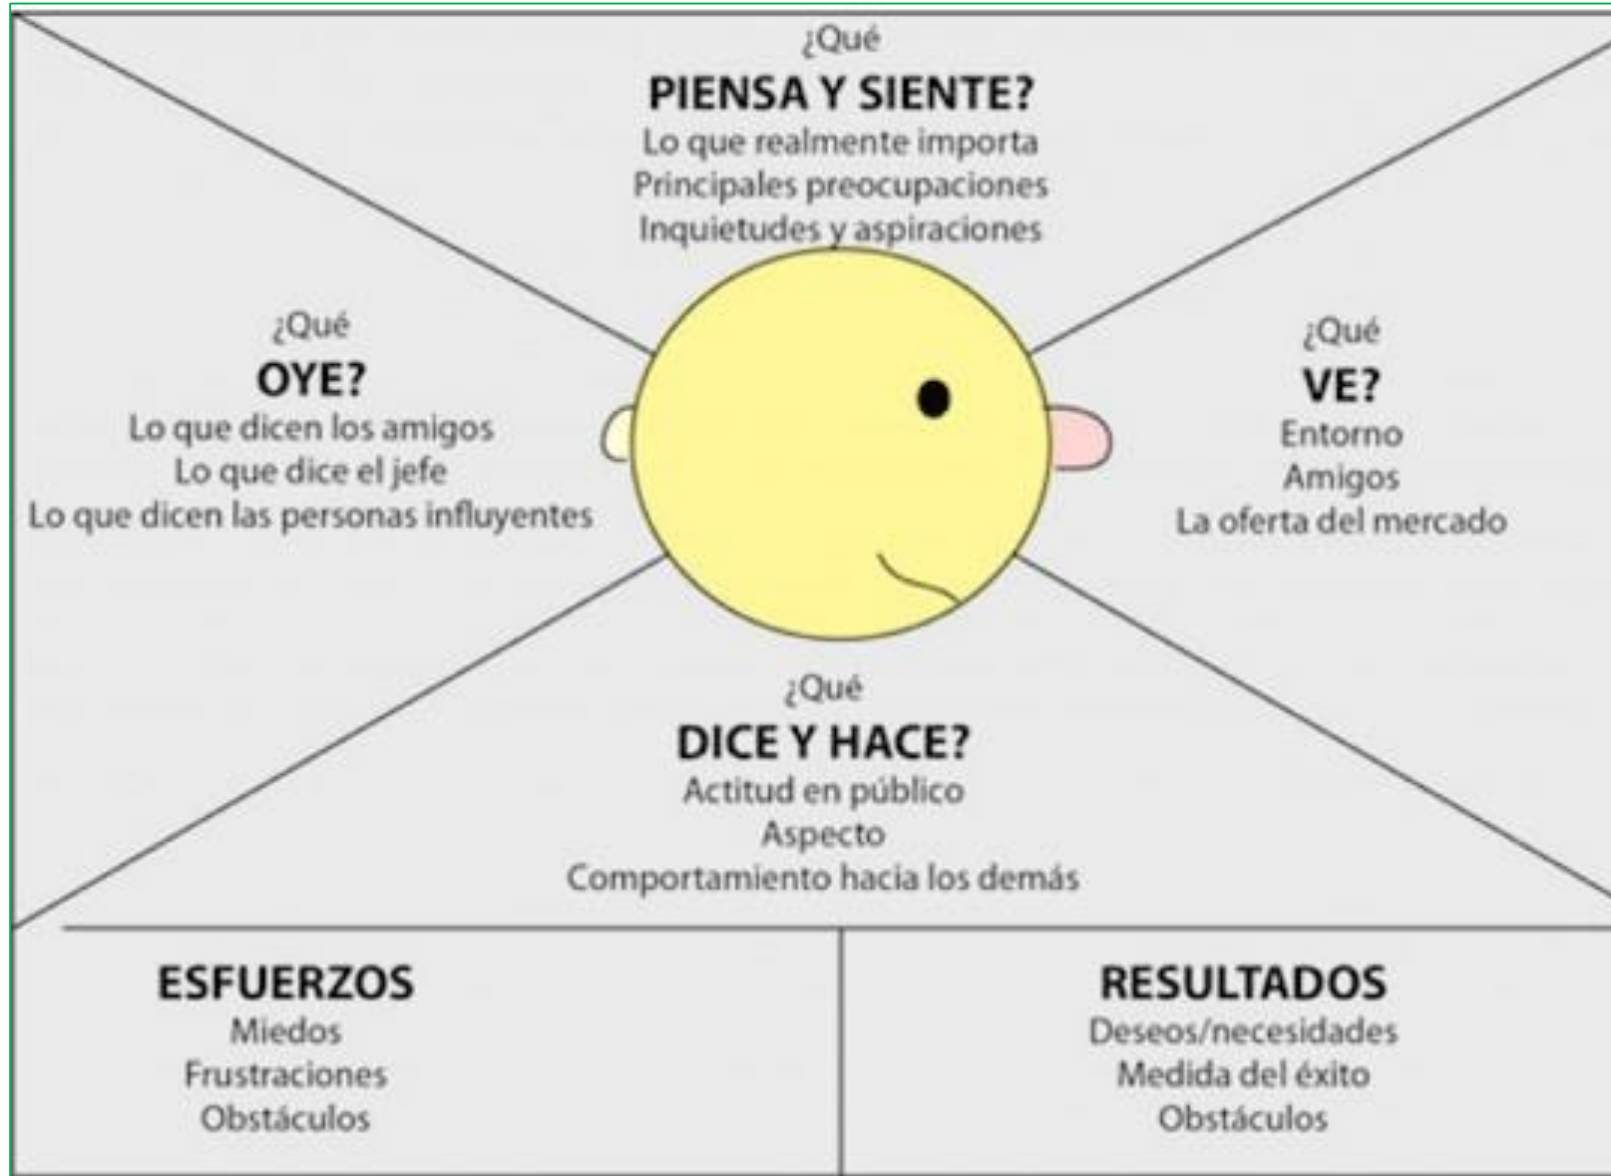 ¿Qué
PIENSA Y SIENTE?
Lo que realmente importa
Principales preocupaciones
Inquietudes y aspiraciones
¿Qué
OYE?
Lo que dicen los amigos
Lo que dice el jefe
Lo que dicen las personas influyentes
¿Qué
VE?
Entorno
Amigos
La oferta del mercado
¿Qué
DICE Y HACE?
Actitud en público
Aspecto
Comportamiento hacia los demás
ESFUERZOS
Miedos
Frustraciones
Obstáculos
RESULTADOS
Deseos/necesidades
Medida del éxito
Obstáculos